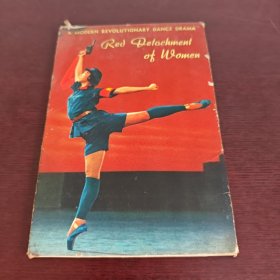 A MODERN REVOLUTIONARY DANCE DRAMA
Red Detachment
of Women